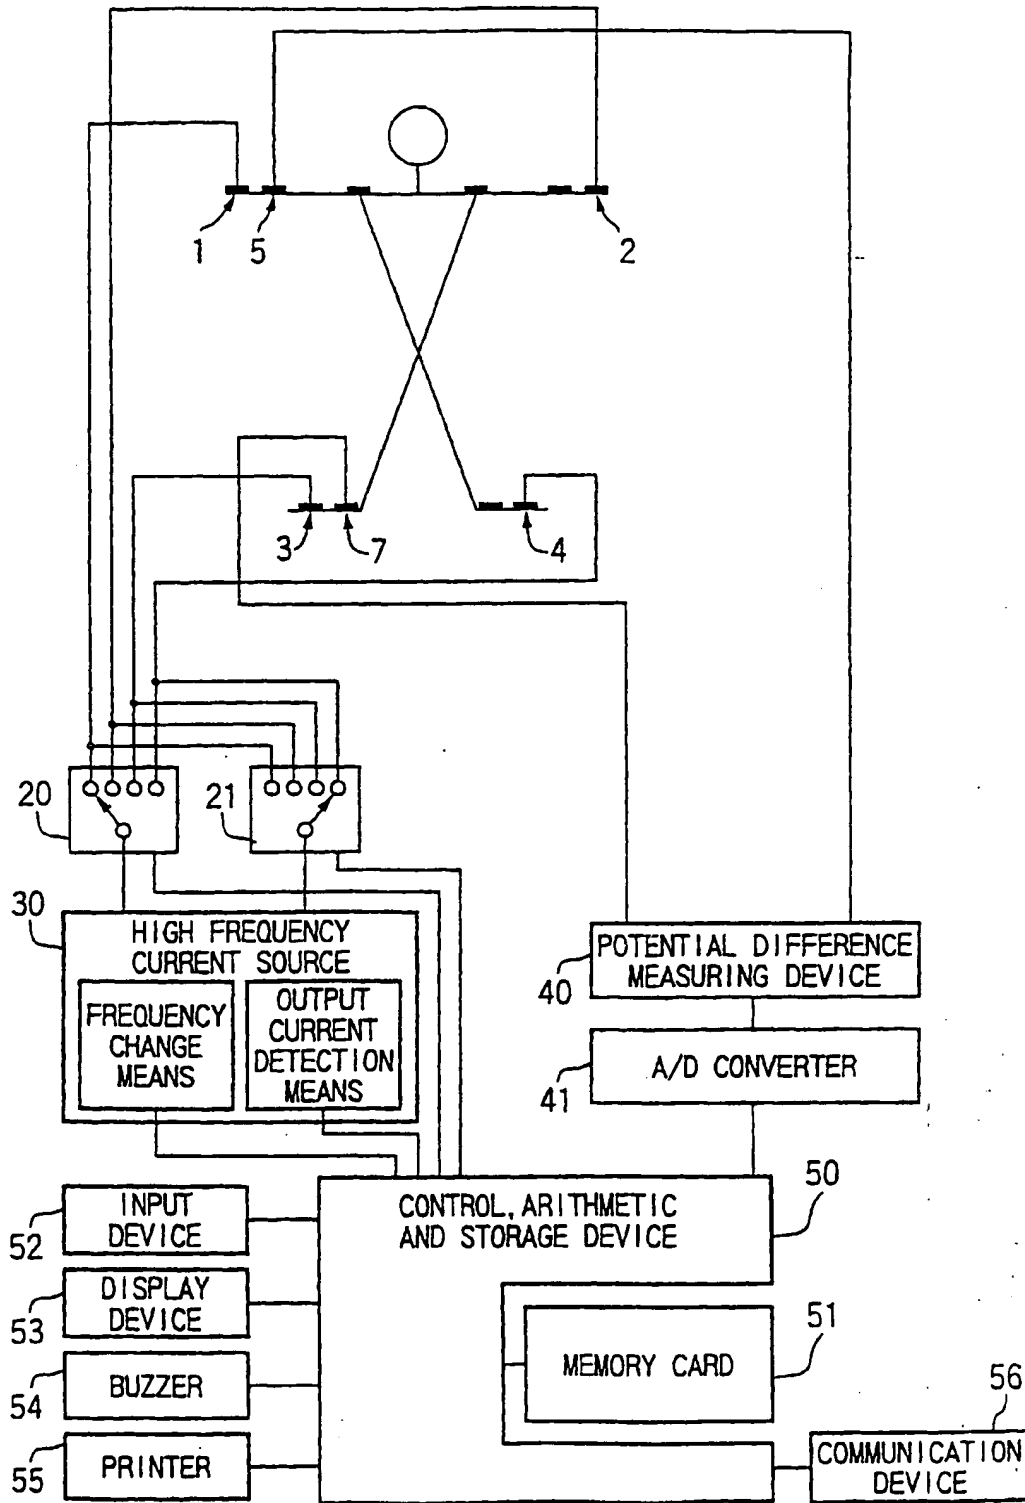 1
5
2
3
7
4
20
21
30
HIGH FREQUENCY
CURRENT SOURCE
FREQUENCY
CHANGE
MEANS
OUTPUT
CURRENT
DETECTION
MEANS
POTENTIAL DIFFERENCE
MEASURING DEVICE
40
A/D CONVERTER
41
50
CONTROL, ARITHMETIC
AND STORAGE DEVICE
INPUT
DEVICE
52
DISPLAY
DEVICE
53
51
MEMORY CARD
BUZZER
54
56
PRINTER
55
COMMUNICATION
DEVICE